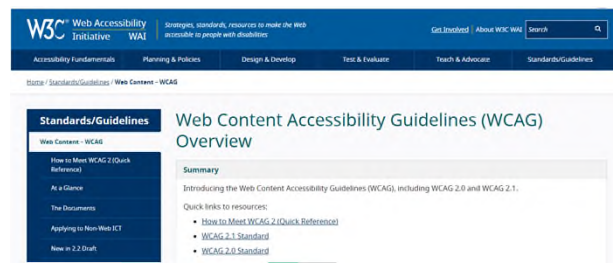 W3C® Web Accessibility Initiative WAI
Strategies, standards, resources to make the Web
accessible to people with disabilities
Get Involved | About W3C WAI
Search
Accessibility Fundamentals
Planning & Policies
Design & Develop
Test & Evaluate
Teach & Advocate
Standards/Guidelines
Home / Standards/Guidelines / Web Content – WCAG
Standards/Guidelines
Web Content – WCAG
How to Meet WCAG 2 (Quick
Reference)
At a Glance
The Documents
Applying to Non-Web ICT
New in 2.2 Draft
Web Content Accessibility Guidelines (WCAG)
Overview
Summary
Introducing the Web Content Accessibility Guidelines (WCAG), including WCAG 2.0 and WCAG 2.1.
Quick links to resources:
• How to Meet WCAG 2 (Quick Reference)
• WCAG 2.1 Standard
• WCAG 2.0 Standard